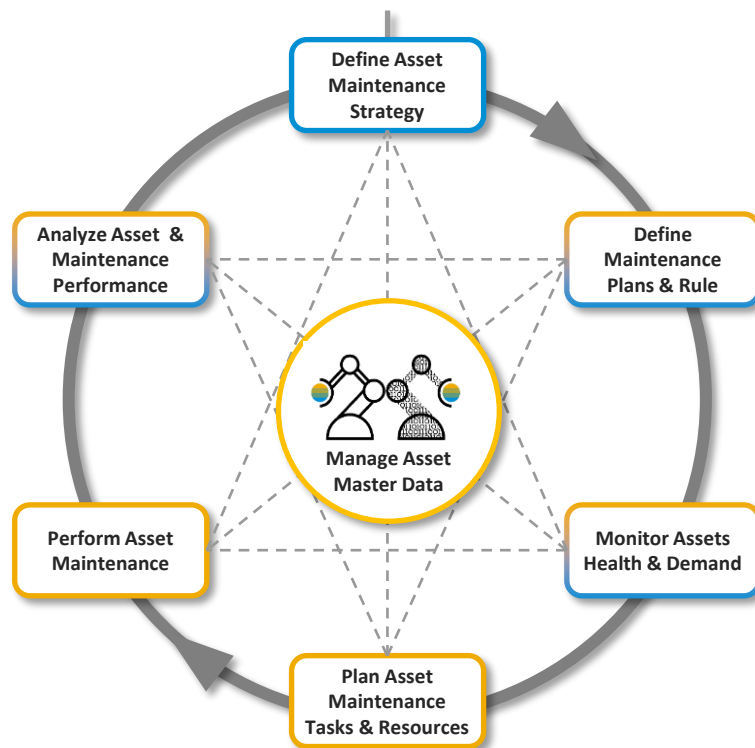 Define Asset
Maintenance
Strategy
Define
Maintenance
Plans & Rule
Monitor Assets
Health & Demand
Plan Asset
Maintenance
Tasks & Resources
Perform Asset
Maintenance
Analyze Asset &
Maintenance
Performance
Manage Asset
Master Data